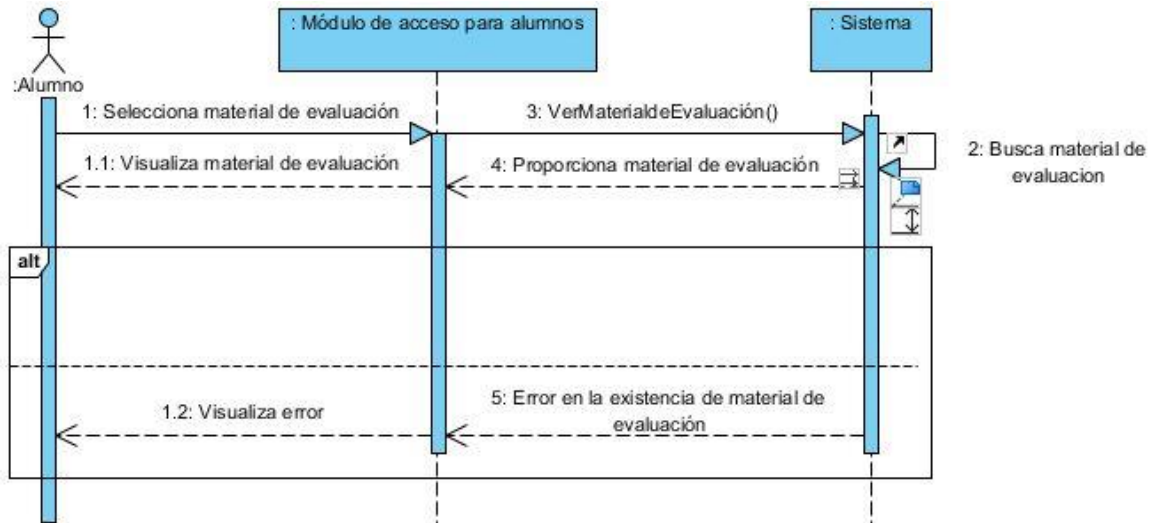 : Módulo de acceso para alumnos
: Sistema
:Alumno
1: Selecciona material de evaluación
3: VerMaterialdeEvaluación()
2: Busca material de
evaluacion
1.1: Visualiza material de evaluación
4: Proporciona material de evaluación
alt
5: Error en la existencia de material de
evaluación
1.2: Visualiza error